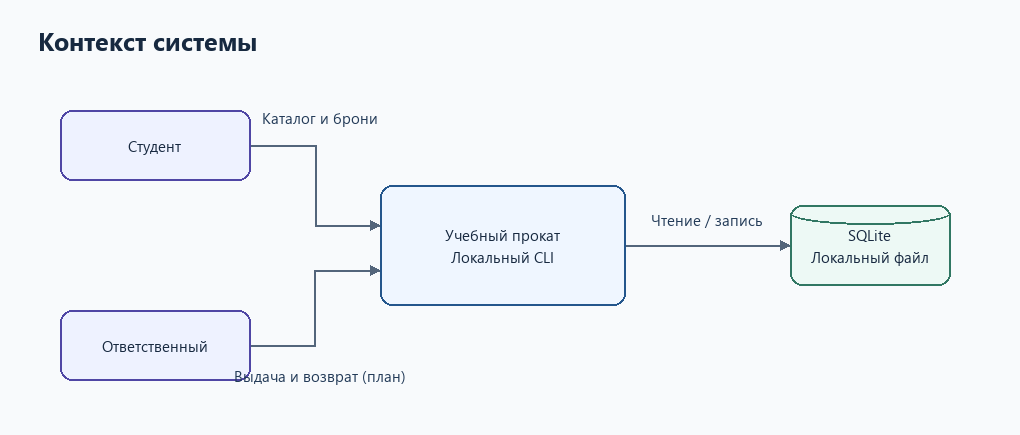 Контекст системы
Каталог и брони
Студент
Учебный прокат
Локальный CLI
Чтение / запись
SQLite
Локальный файл
Ответственный
Выдача и возврат (план)